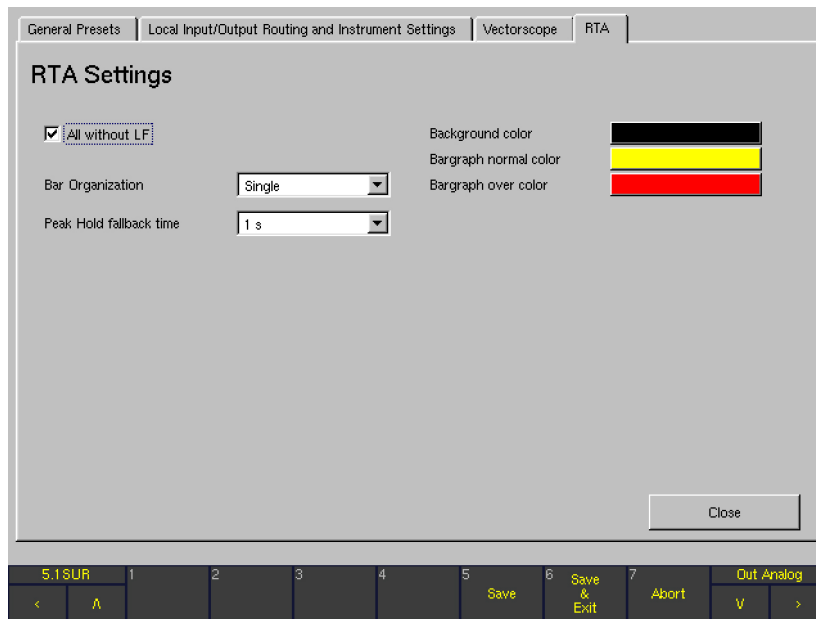 General Presets
Local Input/Output Routing and Instrument Settings
Vectorscope
RTA
RTA Settings
All without LF
Background color
Bargraph normal color
Bar Organization
Single
Bargraph over color
Peak Hold fallback time
1 s
Close
5.1SUR
1
2
3
4
5
Save
6
Save
&
Exit
7
Abort
Out Analog
<
Λ
V
>